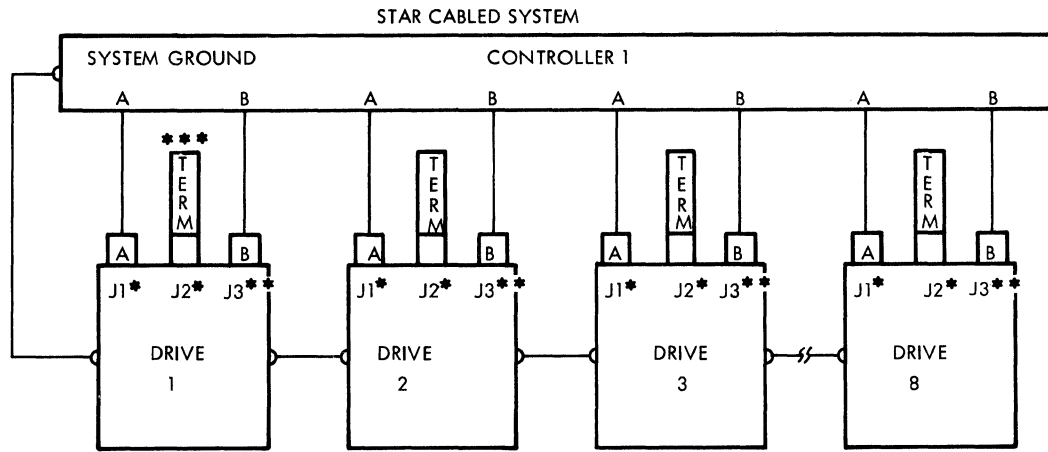 STAR CABLED SYSTEM
SYSTEM GROUND CONTROLLER 1
A B A B A B A B
***
TERM TERM TERM TERM
A B A B A B A B
J1* J2* J3** J1* J2* J3** J1* J2* J3** J1* J2* J3**
DRIVE DRIVE DRIVE DRIVE
1 2 3 8